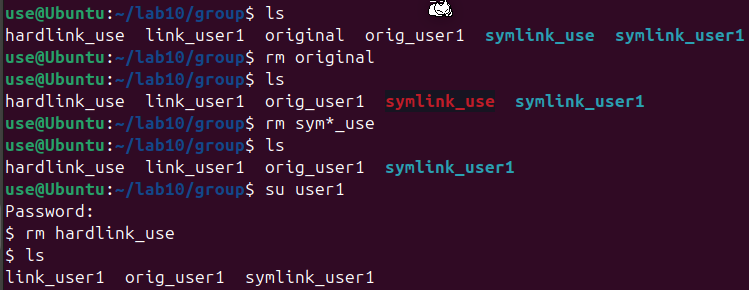 use@Ubuntu:~/lab10/group$ ls
hardlink_use  link_user1  original  orig_user1  symlink_use  symlink_user1
use@Ubuntu:~/lab10/group$ rm original
use@Ubuntu:~/lab10/group$ ls
hardlink_use  link_user1  orig_user1  symlink_use  symlink_user1
use@Ubuntu:~/lab10/group$ rm sym*_use
use@Ubuntu:~/lab10/group$ ls
hardlink_use  link_user1  orig_user1  symlink_user1
use@Ubuntu:~/lab10/group$ su user1
Password:
$ rm hardlink_use
$ ls
link_user1  orig_user1  symlink_user1